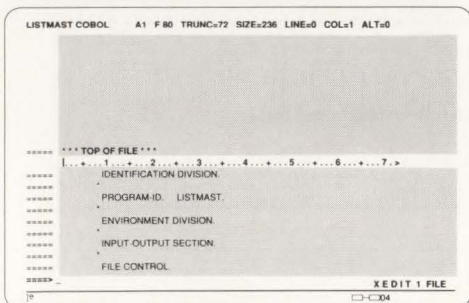 LISTMAST COBOL A1 F 80 TRUNC=72 SIZE=236 LINE=0 COL=1 ALT=0
===== * * * TOP OF FILE * * *
|...+....1....+....2....+....3....+....4....+....5....+....6....+....7.>
===== IDENTIFICATION DIVISION.
===== *
===== PROGRAM-ID. LISTMAST.
===== *
===== ENVIRONMENT DIVISION.
===== *
===== INPUT-OUTPUT SECTION.
===== *
===== FILE CONTROL.
====> _
X E D I T 1 FILE
04